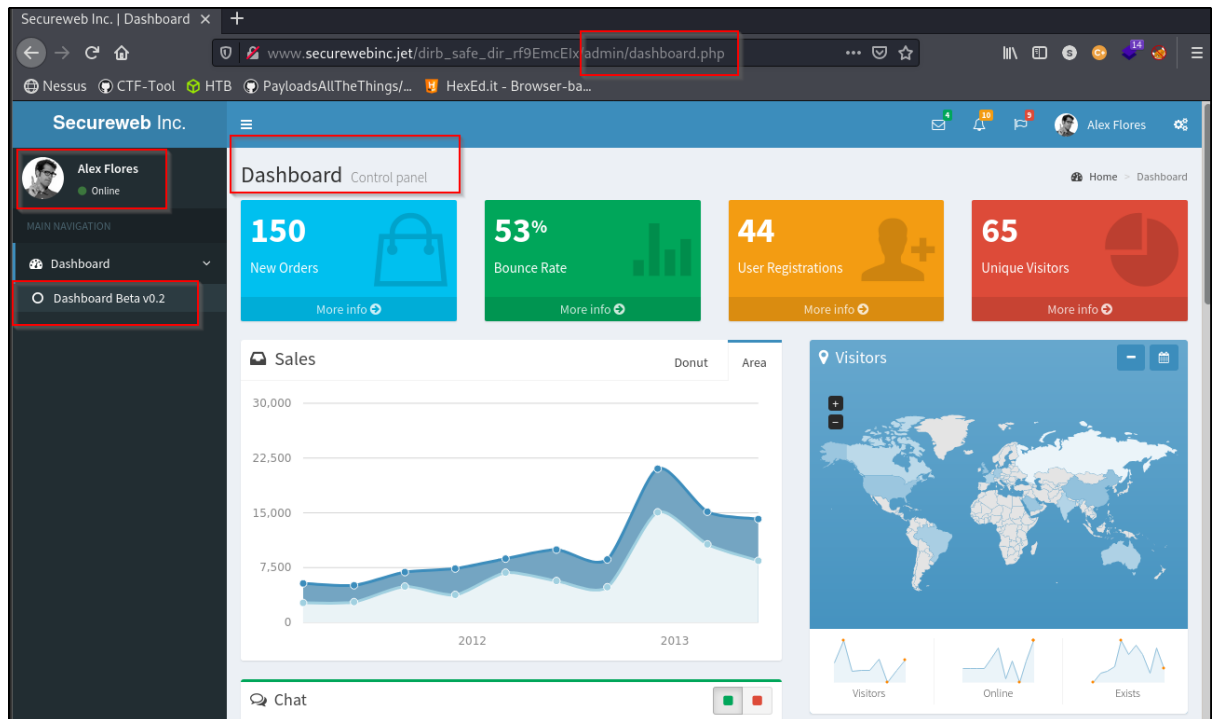 Secureweb Inc. | Dashboard
www.securewebinc.jet/dirb_safe_dir_rf9EmcEIx/admin/dashboard.php
14
Nessus CTF-Tool HTB PayloadsAllTheThings/... HexEd.it - Browser-ba...
Secureweb Inc.
4 10 9 Alex Flores
Alex Flores
Online
Dashboard Control panel
Home > Dashboard
MAIN NAVIGATION
Dashboard
Dashboard Beta v0.2
150
New Orders
More info
53%
Bounce Rate
More info
44
User Registrations
More info
65
Unique Visitors
More info
Sales
Donut Area
30,000
22,500
15,000
7,500
0
2012 2013
Visitors
+
−
Visitors Online Exists
Chat